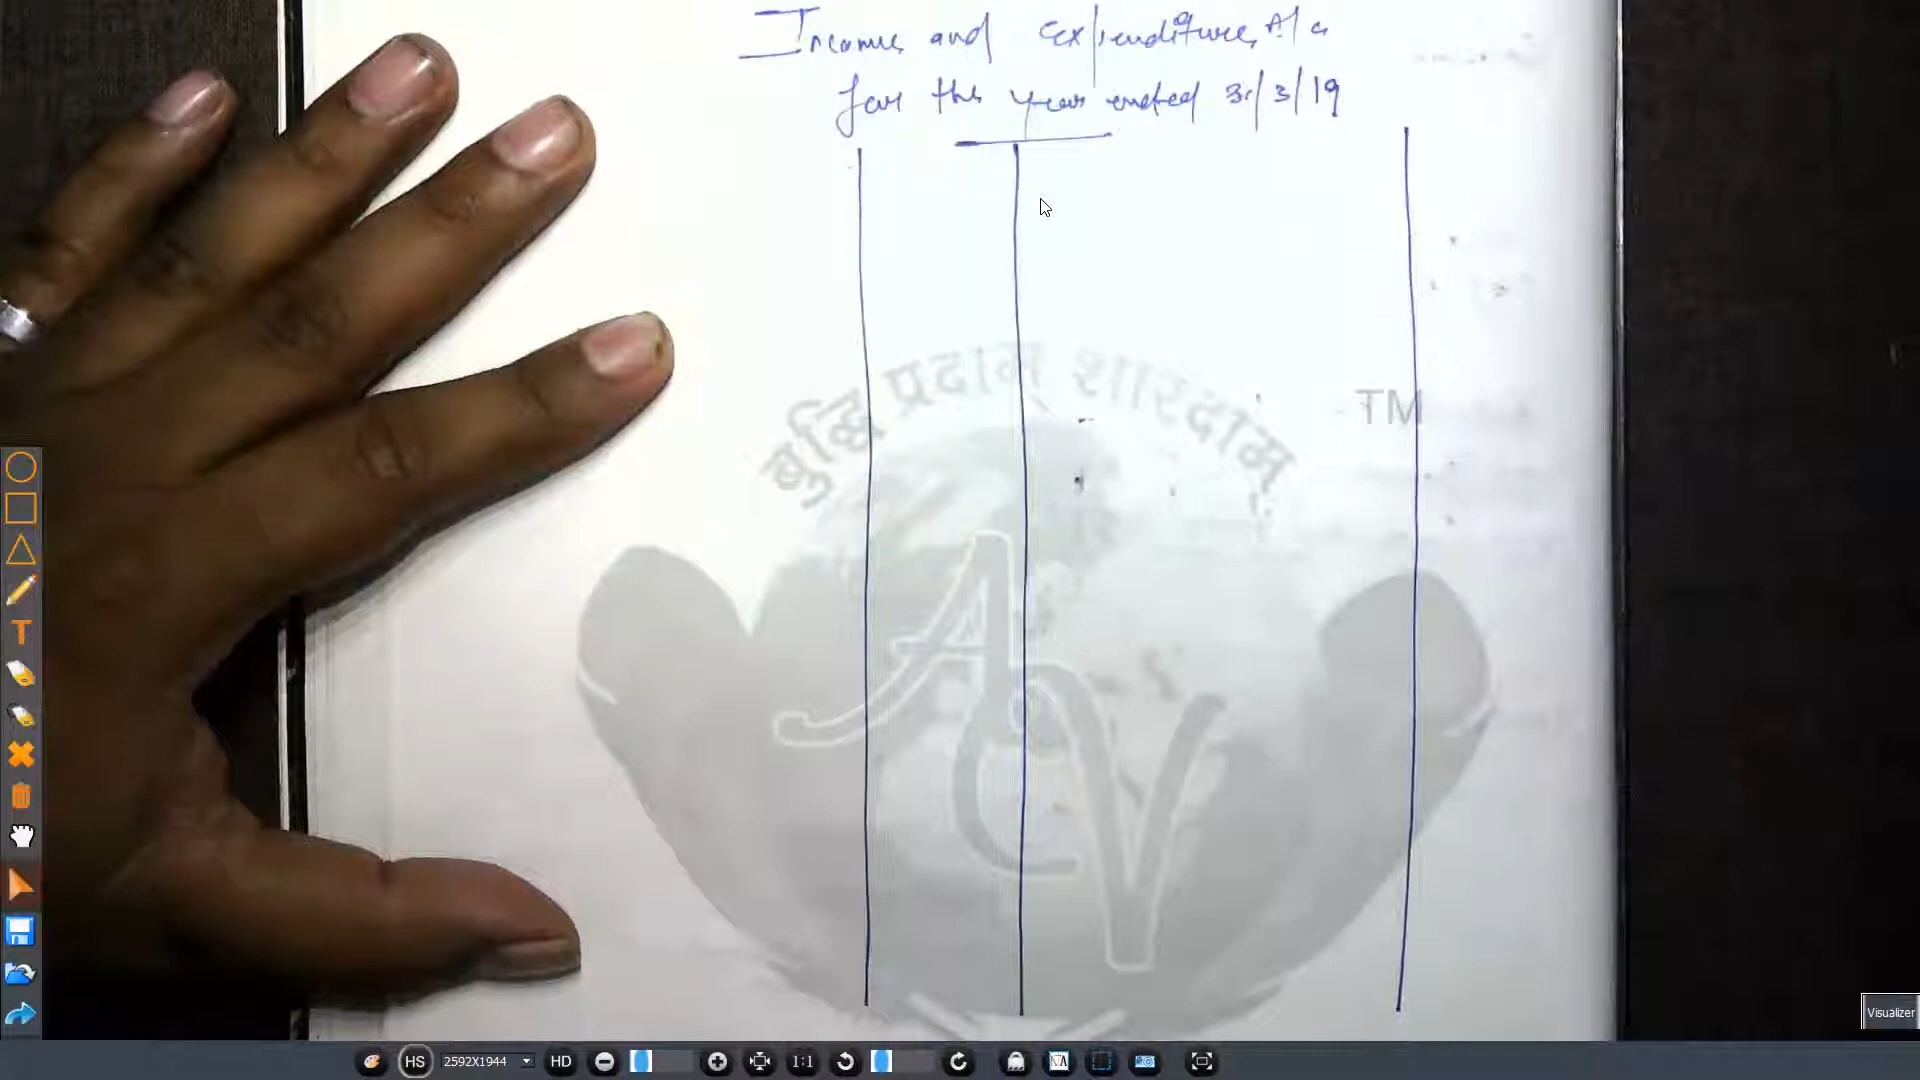 Income and Expenditure A/c
for the year ended 31/3/19
बुद्धि प्रदाय शारदाम्
TM
ACV
T
Visualizer
HS 2592X1944 HD 1:1